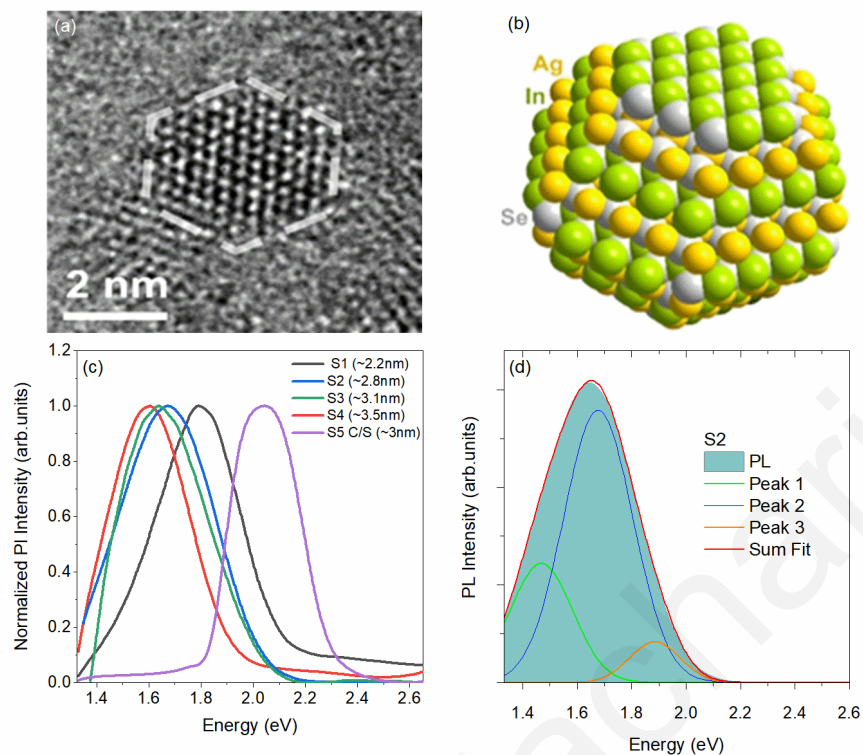 (a)
2 nm
(b)
Ag
In
Se
(c)
S1 (~2.2nm)
S2 (~2.8nm)
S3 (~3.1nm)
S4 (~3.5nm)
S5 C/S (~3nm)
Normalized Pl Intensity (arb.units)
1.2
1.0
0.8
0.6
0.4
0.2
0.0
1.4 1.6 1.8 2.0 2.2 2.4 2.6
Energy (eV)
(d)
S2
PL
Peak 1
Peak 2
Peak 3
Sum Fit
PL Intensity (arb.units)
1.4 1.6 1.8 2.0 2.2 2.4 2.6
Energy (eV)